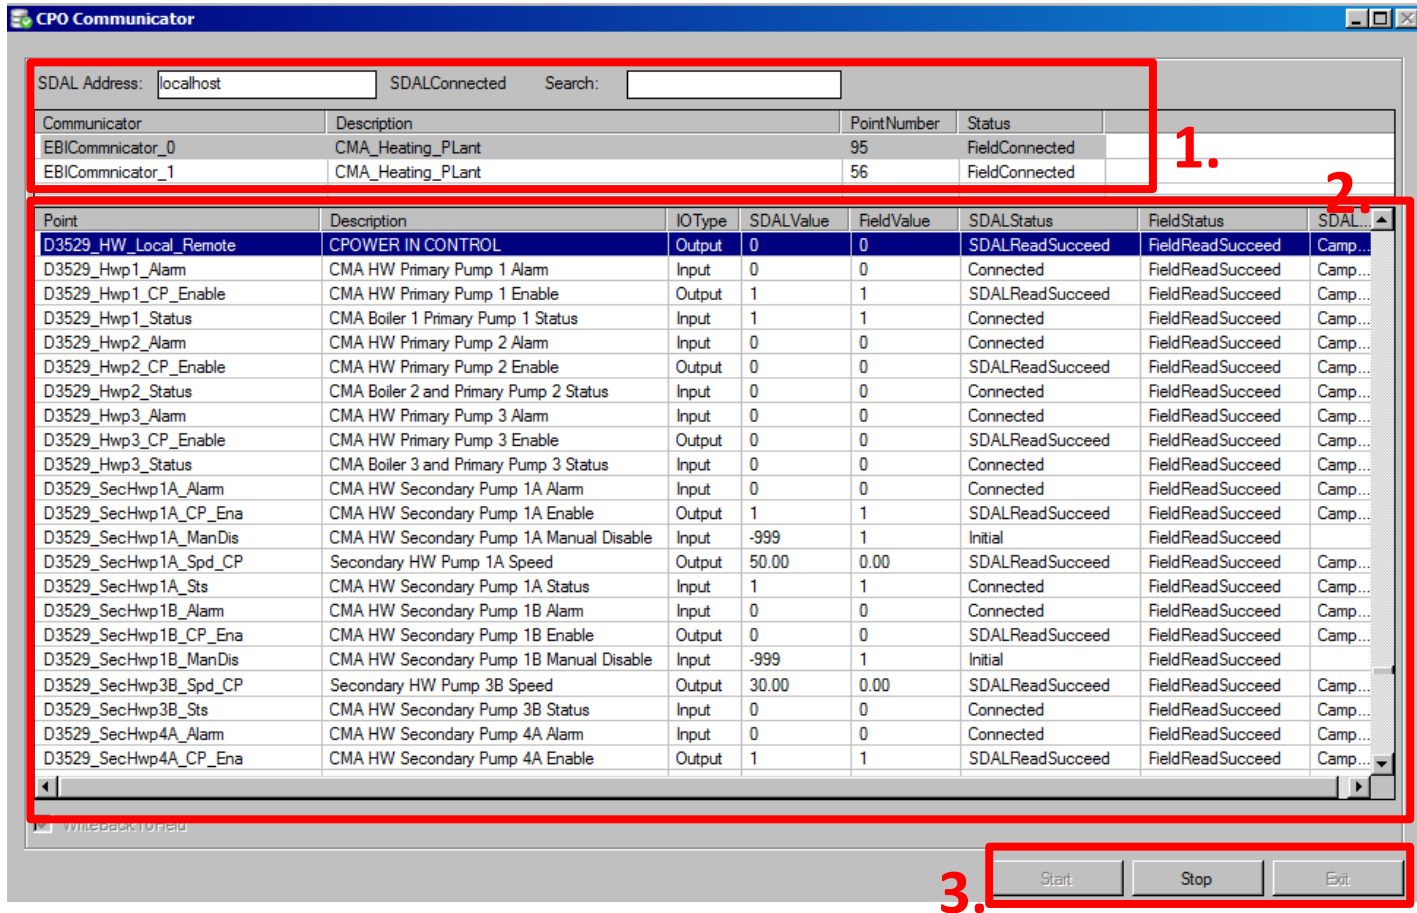 CPO Communicator
SDAL Address: localhost SDALConnected Search:
Communicator Description PointNumber Status
EBICommnicator_0 CMA_Heating_PLant 95 FieldConnected
EBICommnicator_1 CMA_Heating_PLant 56 FieldConnected
1.
2.
Point Description IOType SDALValue FieldValue SDALStatus FieldStatus SDAL...
D3529_HW_Local_Remote CPOWER IN CONTROL Output 0 0 SDALReadSucceed FieldReadSucceed Camp...
D3529_Hwp1_Alarm CMA HW Primary Pump 1 Alarm Input 0 0 Connected FieldReadSucceed Camp...
D3529_Hwp1_CP_Enable CMA HW Primary Pump 1 Enable Output 1 1 SDALReadSucceed FieldReadSucceed Camp...
D3529_Hwp1_Status CMA Boiler 1 Primary Pump 1 Status Input 1 1 Connected FieldReadSucceed Camp...
D3529_Hwp2_Alarm CMA HW Primary Pump 2 Alarm Input 0 0 Connected FieldReadSucceed Camp...
D3529_Hwp2_CP_Enable CMA HW Primary Pump 2 Enable Output 0 0 SDALReadSucceed FieldReadSucceed Camp...
D3529_Hwp2_Status CMA Boiler 2 and Primary Pump 2 Status Input 0 0 Connected FieldReadSucceed Camp...
D3529_Hwp3_Alarm CMA HW Primary Pump 3 Alarm Input 0 0 Connected FieldReadSucceed Camp...
D3529_Hwp3_CP_Enable CMA HW Primary Pump 3 Enable Output 0 0 SDALReadSucceed FieldReadSucceed Camp...
D3529_Hwp3_Status CMA Boiler 3 and Primary Pump 3 Status Input 0 0 Connected FieldReadSucceed Camp...
D3529_SecHwp1A_Alarm CMA HW Secondary Pump 1A Alarm Input 0 0 Connected FieldReadSucceed Camp...
D3529_SecHwp1A_CP_Ena CMA HW Secondary Pump 1A Enable Output 1 1 SDALReadSucceed FieldReadSucceed Camp...
D3529_SecHwp1A_ManDis CMA HW Secondary Pump 1A Manual Disable Input -999 1 Initial FieldReadSucceed
D3529_SecHwp1A_Spd_CP Secondary HW Pump 1A Speed Output 50.00 0.00 SDALReadSucceed FieldReadSucceed Camp...
D3529_SecHwp1A_Sts CMA HW Secondary Pump 1A Status Input 1 1 Connected FieldReadSucceed Camp...
D3529_SecHwp1B_Alarm CMA HW Secondary Pump 1B Alarm Input 0 0 Connected FieldReadSucceed Camp...
D3529_SecHwp1B_CP_Ena CMA HW Secondary Pump 1B Enable Output 0 0 SDALReadSucceed FieldReadSucceed Camp...
D3529_SecHwp1B_ManDis CMA HW Secondary Pump 1B Manual Disable Input -999 1 Initial FieldReadSucceed
D3529_SecHwp3B_Spd_CP Secondary HW Pump 3B Speed Output 30.00 0.00 SDALReadSucceed FieldReadSucceed Camp...
D3529_SecHwp3B_Sts CMA HW Secondary Pump 3B Status Input 0 0 Connected FieldReadSucceed Camp...
D3529_SecHwp4A_Alarm CMA HW Secondary Pump 4A Alarm Input 0 0 Connected FieldReadSucceed Camp...
D3529_SecHwp4A_CP_Ena CMA HW Secondary Pump 4A Enable Output 1 1 SDALReadSucceed FieldReadSucceed Camp...
WriteBackToField
3.
Start Stop Exit